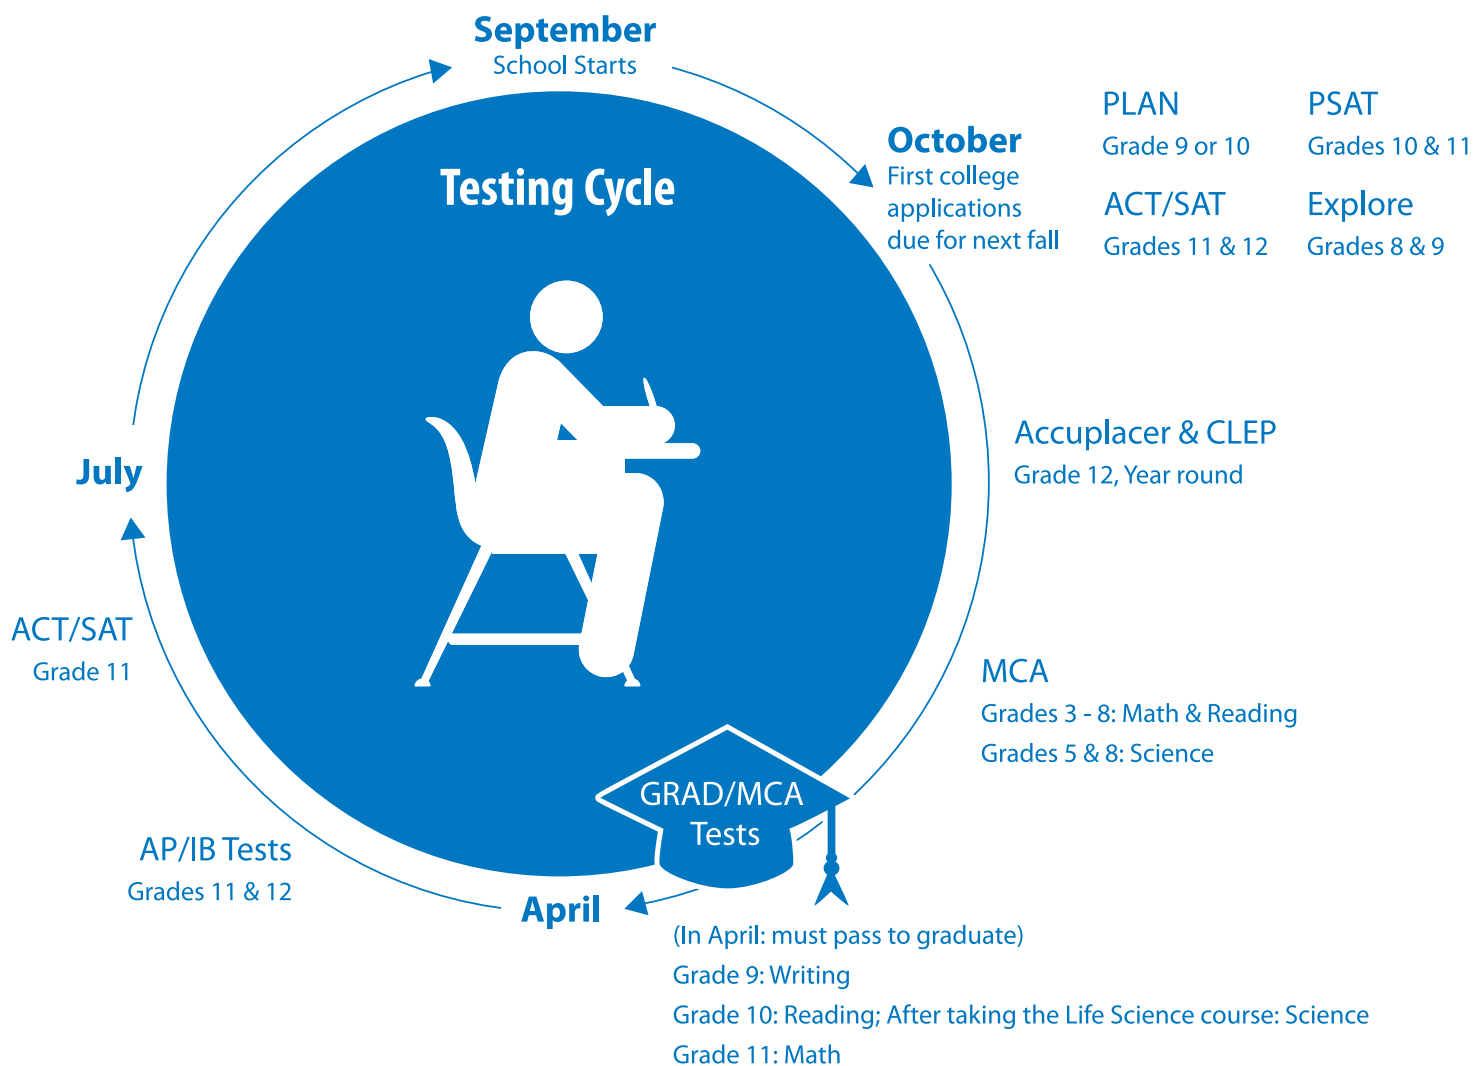 September
School Starts
Testing Cycle
October
First college
applications
due for next fall
PLAN
Grade 9 or 10
PSAT
Grades 10 & 11
ACT/SAT
Grades 11 & 12
Explore
Grades 8 & 9
Accuplacer & CLEP
Grade 12, Year round
MCA
Grades 3 - 8: Math & Reading
Grades 5 & 8: Science
GRAD/MCA
Tests
(In April: must pass to graduate)
Grade 9: Writing
Grade 10: Reading; After taking the Life Science course: Science
Grade 11: Math
April
AP/IB Tests
Grades 11 & 12
ACT/SAT
Grade 11
July